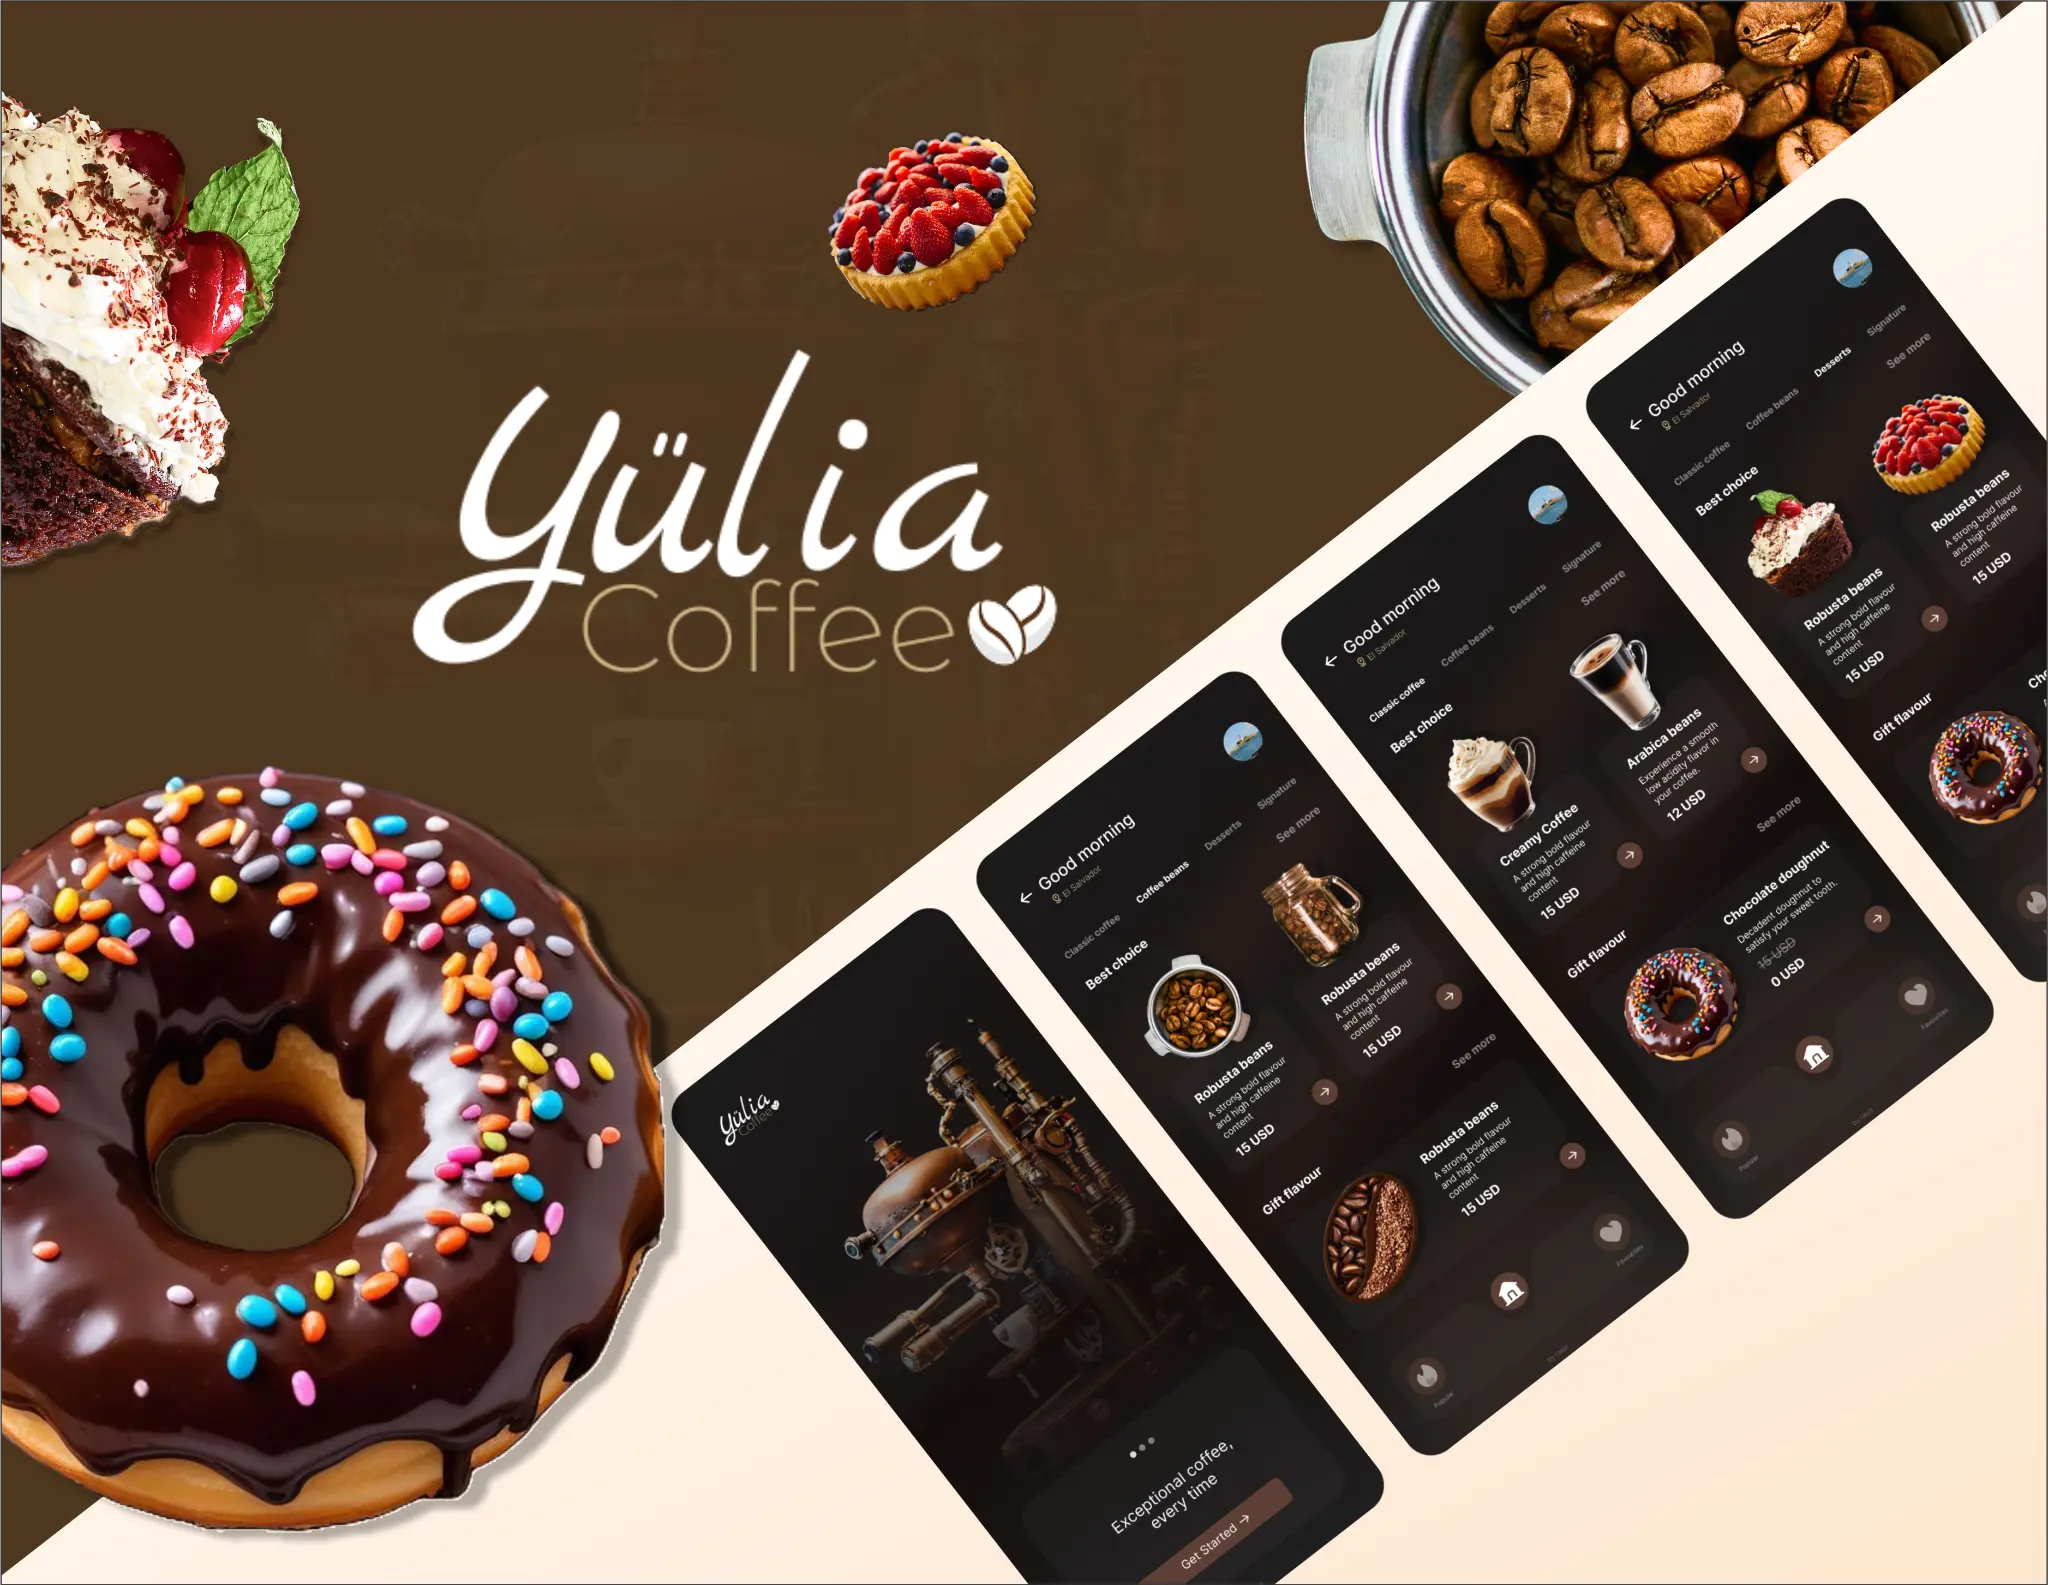 Yülia
Coffee
Yülia
Coffee
Exceptional coffee,
every time
Get Started →
← Good morning
El Salvador
Classic coffee
Coffee beans
Desserts
Signature
Best choice
See more
Robusta beans
A strong bold flavour
and high caffeine
content
15 USD
Robusta beans
A strong bold flavour
and high caffeine
content
15 USD
Gift flavour
See more
Robusta beans
A strong bold flavour
and high caffeine
content
15 USD
Popular
Favourites
← Good morning
El Salvador
Classic coffee
Coffee beans
Desserts
Signature
Best choice
See more
Creamy Coffee
A strong bold flavour
and high caffeine
content
15 USD
Arabica beans
Experience a smooth
low acidity flavor in
your coffee.
12 USD
Gift flavour
See more
Chocolate doughnut
Decadent doughnut to
satisfy your sweet tooth.
15 USD
0 USD
Popular
Favourites
← Good morning
El Salvador
Classic coffee
Coffee beans
Desserts
Signature
Best choice
See more
Robusta beans
A strong bold flavour
and high caffeine
content
15 USD
Robusta beans
A strong bold flavour
and high caffeine
content
15 USD
Gift flavour